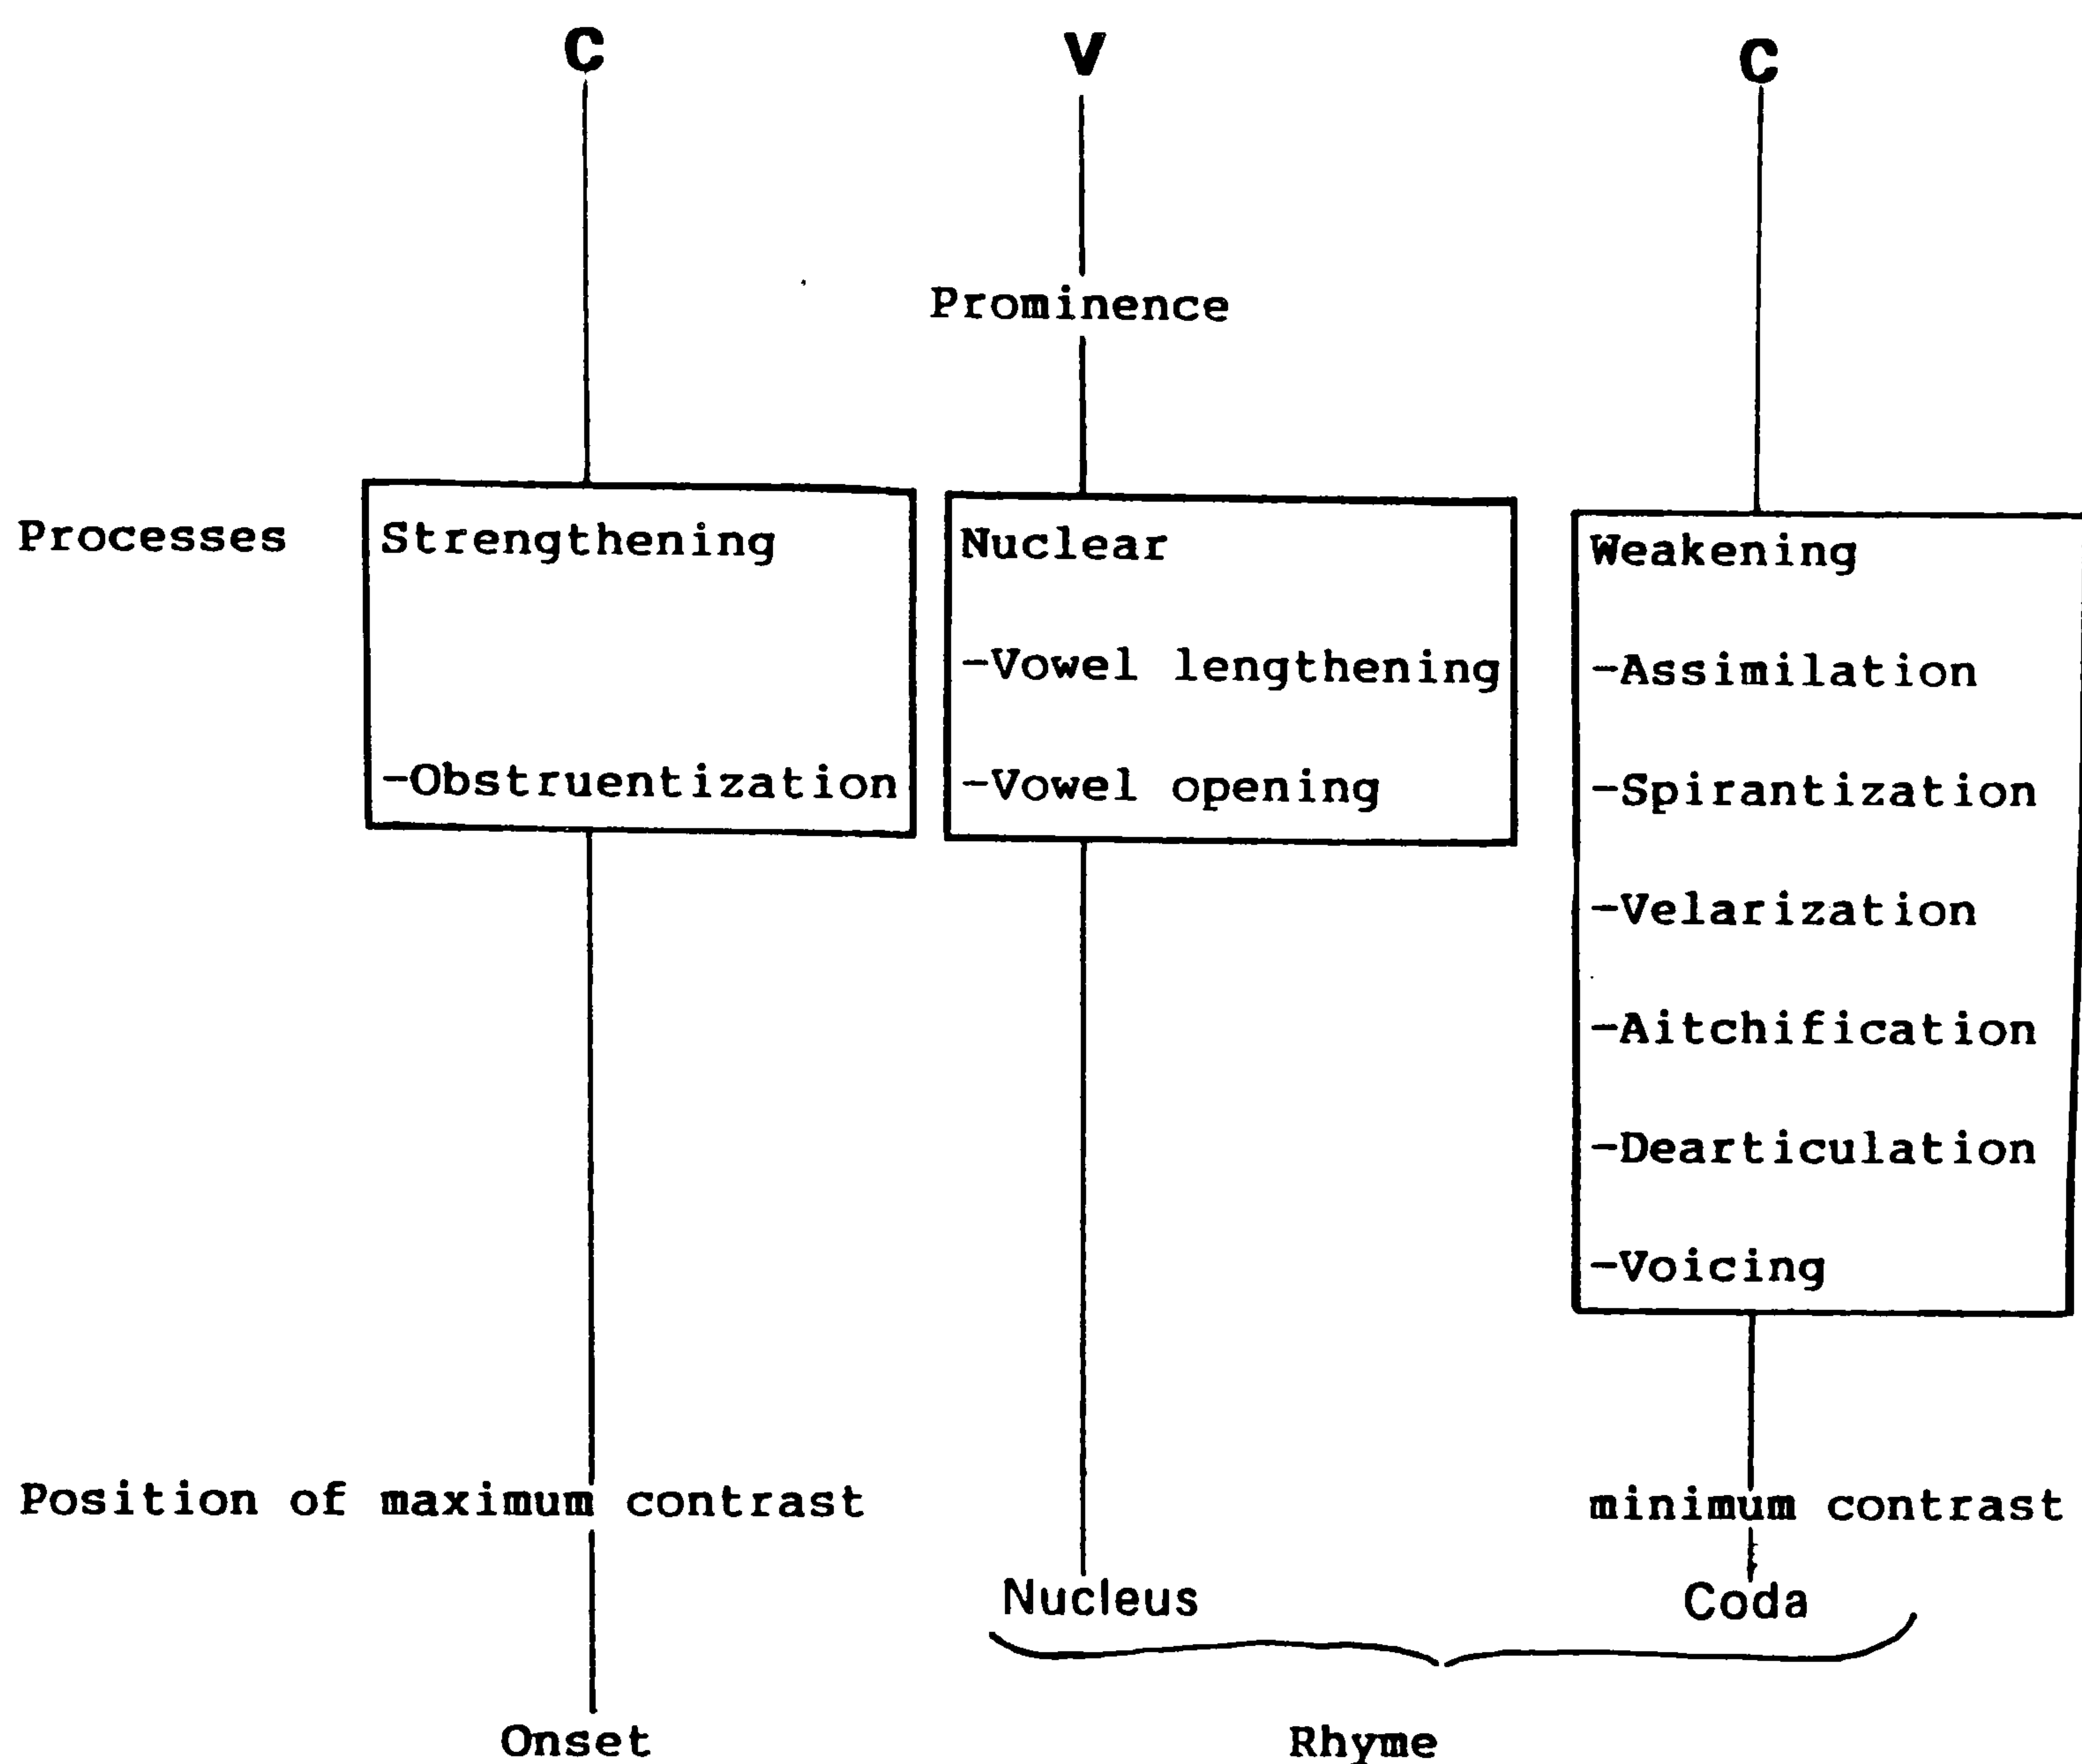 C V C
Prominence
Processes
Strengthening
-Obstruentization
Nuclear
-Vowel lengthening
-Vowel opening
Weakening
-Assimilation
-Spirantization
-Velarization
-Aitchification
-Dearticulation
-Voicing
Position of maximum contrast
minimum contrast
Nucleus
Coda
Onset
Rhyme